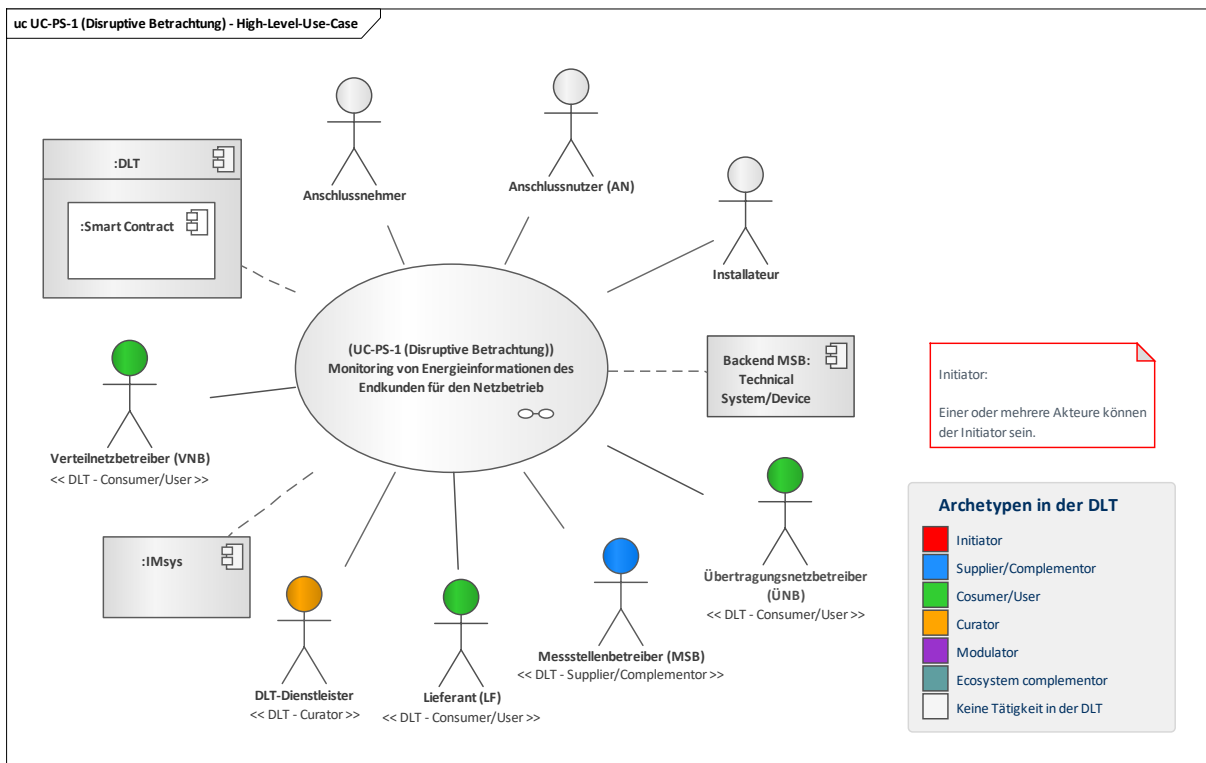 uc UC-PS-1 (Disruptive Betrachtung) - High-Level-Use-Case
:DLT
:Smart Contract
Anschlussnehmer
Anschlussnutzer (AN)
Installateur
(UC-PS-1 (Disruptive Betrachtung))
Monitoring von Energieinformationen des
Endkunden für den Netzbetrieb
Backend MSB:
Technical
System/Device
Initiator:
Einer oder mehrere Akteure können
der Initiator sein.
Verteilnetzbetreiber (VNB)
<< DLT - Consumer/User >>
:IMsys
DLT-Dienstleister
<< DLT - Curator >>
Lieferant (LF)
<< DLT - Consumer/User >>
Messstellenbetreiber (MSB)
<< DLT - Supplier/Complementor >>
Übertragungsnetzbetreiber
(ÜNB)
<< DLT - Consumer/User >>
Archetypen in der DLT
Initiator
Supplier/Complementor
Cosumer/User
Curator
Modulator
Ecosystem complementor
Keine Tätigkeit in der DLT